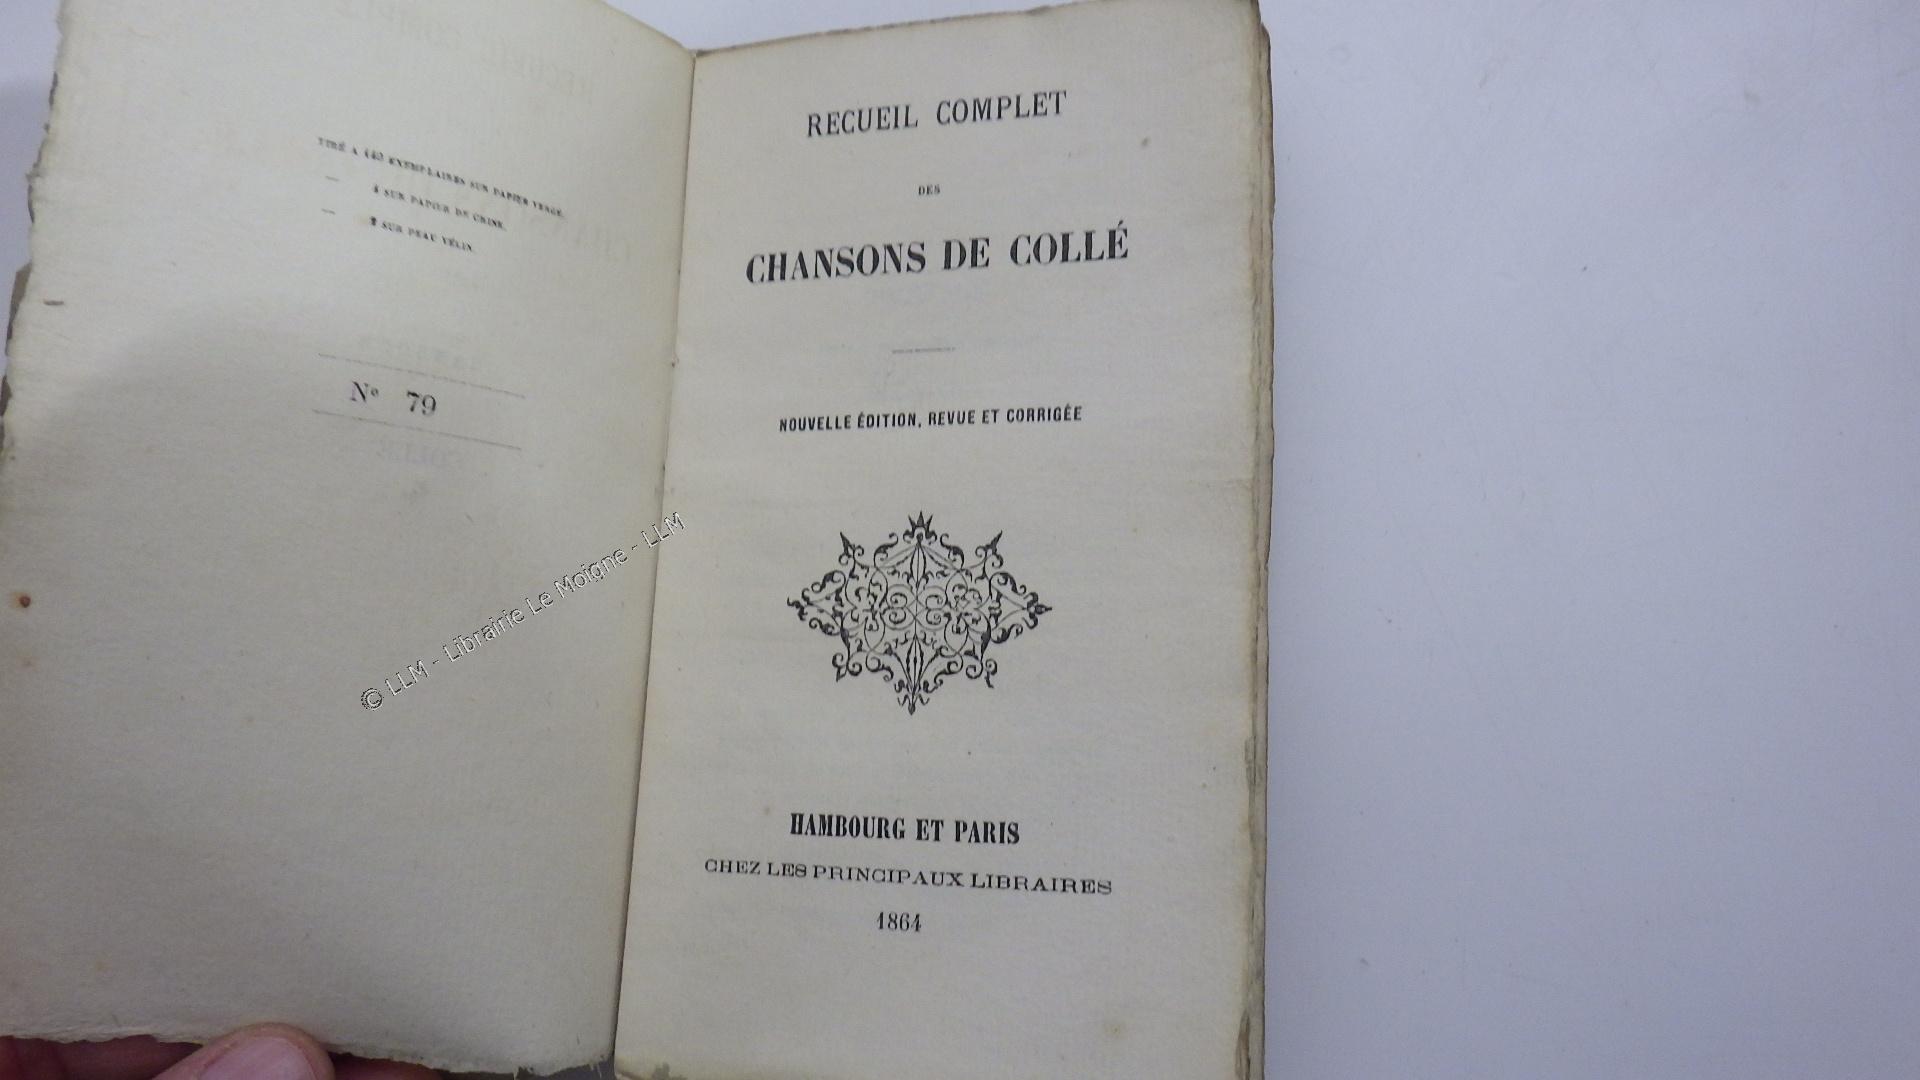 TIRÉ A 140 EXEMPLAIRES SUR PAPIER VERGÉ.
— 4 SUR PAPIER DE CHINE.
— 2 SUR PEAU VÉLIN.
Nº 79
© LLM - Librairie Le Moigne - LLM
RECUEIL COMPLET
DES
CHANSONS DE COLLÉ
NOUVELLE ÉDITION, REVUE ET CORRIGÉE
HAMBOURG ET PARIS
CHEZ LES PRINCIPAUX LIBRAIRES
1864